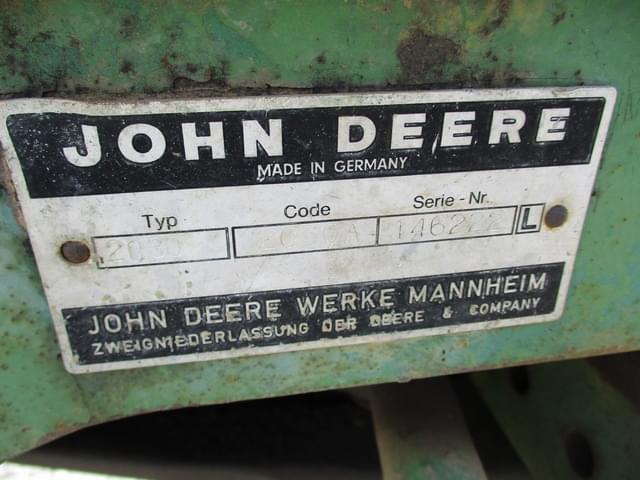 JOHN DEERE
MADE IN GERMANY
Typ Code Serie - Nr.
L
JOHN DEERE WERKE MANNHEIM
ZWEIGNIEDERLASSUNG DER DEERE & COMPANY